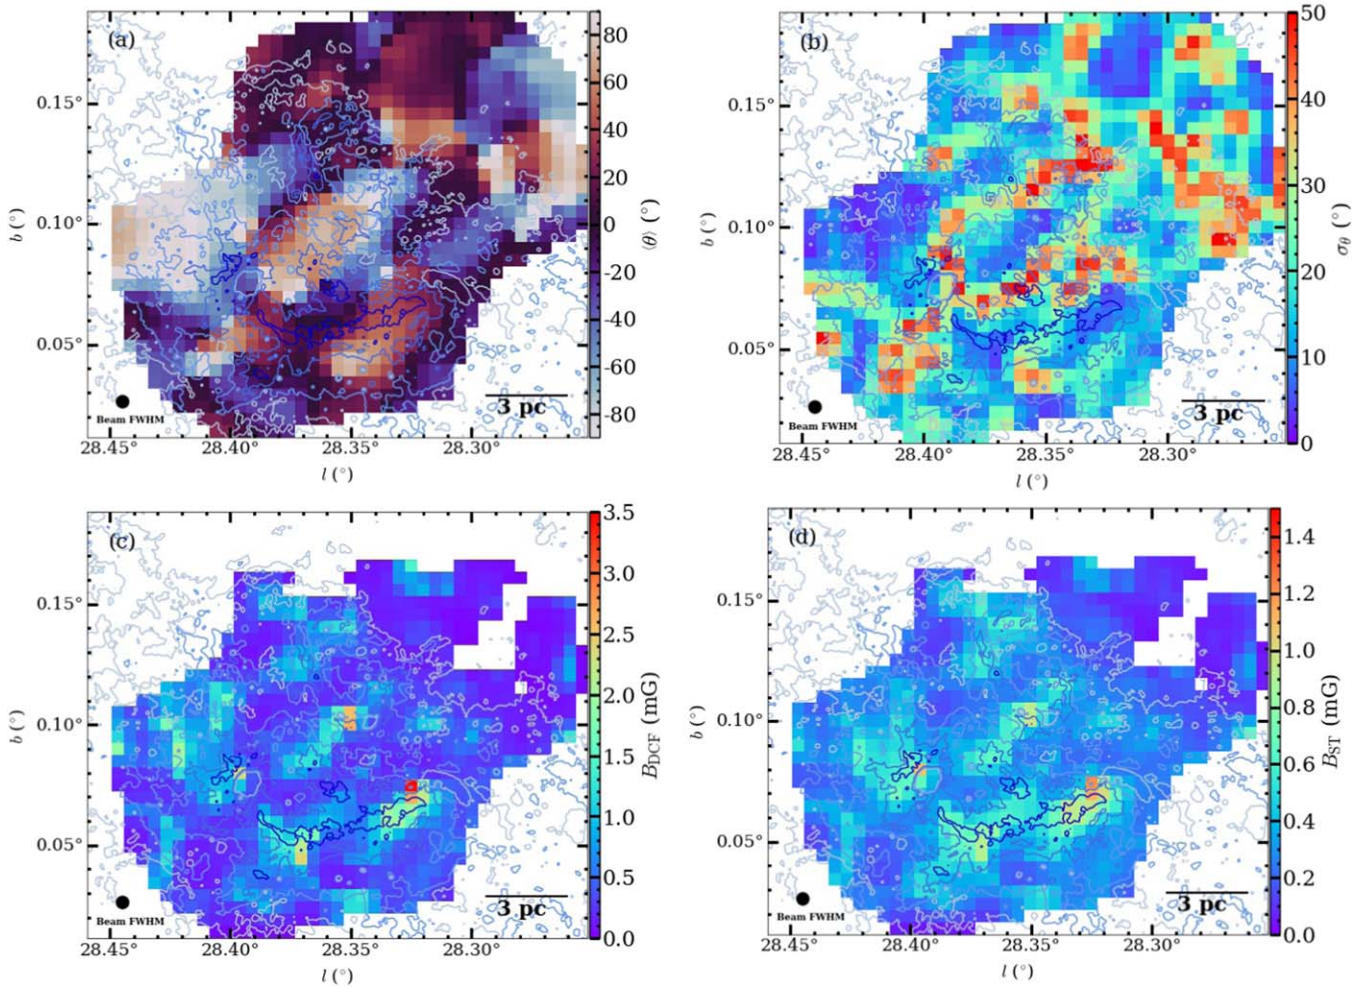 (a)
b (°)
0.15°
0.10°
0.05°
28.45° 28.40° 28.35° 28.30°
l (°)
Beam FWHM
3 pc
80
60
40
20
0
−20
−40
−60
−80
⟨θ⟩ (°)
(b)
b (°)
0.15°
0.10°
0.05°
28.45° 28.40° 28.35° 28.30°
l (°)
Beam FWHM
3 pc
50
40
30
20
10
0
σθ (°)
(c)
b (°)
0.15°
0.10°
0.05°
28.45° 28.40° 28.35° 28.30°
l (°)
Beam FWHM
3 pc
3.5
3.0
2.5
2.0
1.5
1.0
0.5
0.0
BDCF (mG)
(d)
b (°)
0.15°
0.10°
0.05°
28.45° 28.40° 28.35° 28.30°
l (°)
Beam FWHM
3 pc
1.4
1.2
1.0
0.8
0.6
0.4
0.2
0.0
BST (mG)